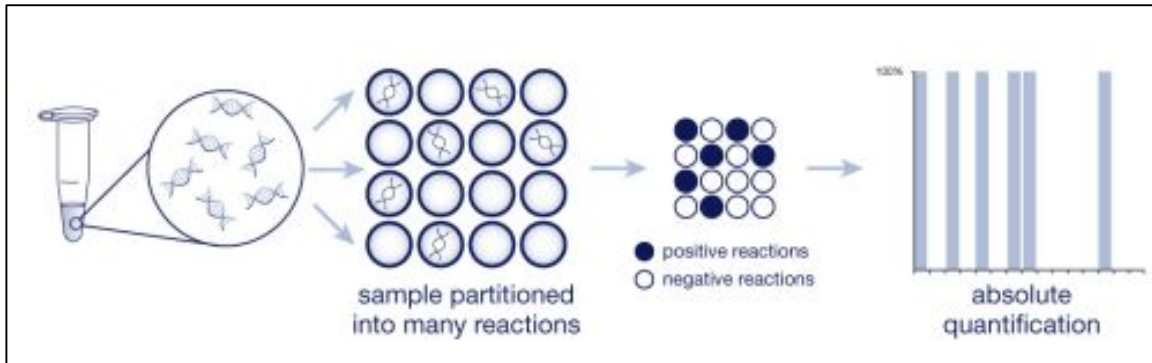 sample partitioned
into many reactions
positive reactions
negative reactions
100%
absolute
quantification